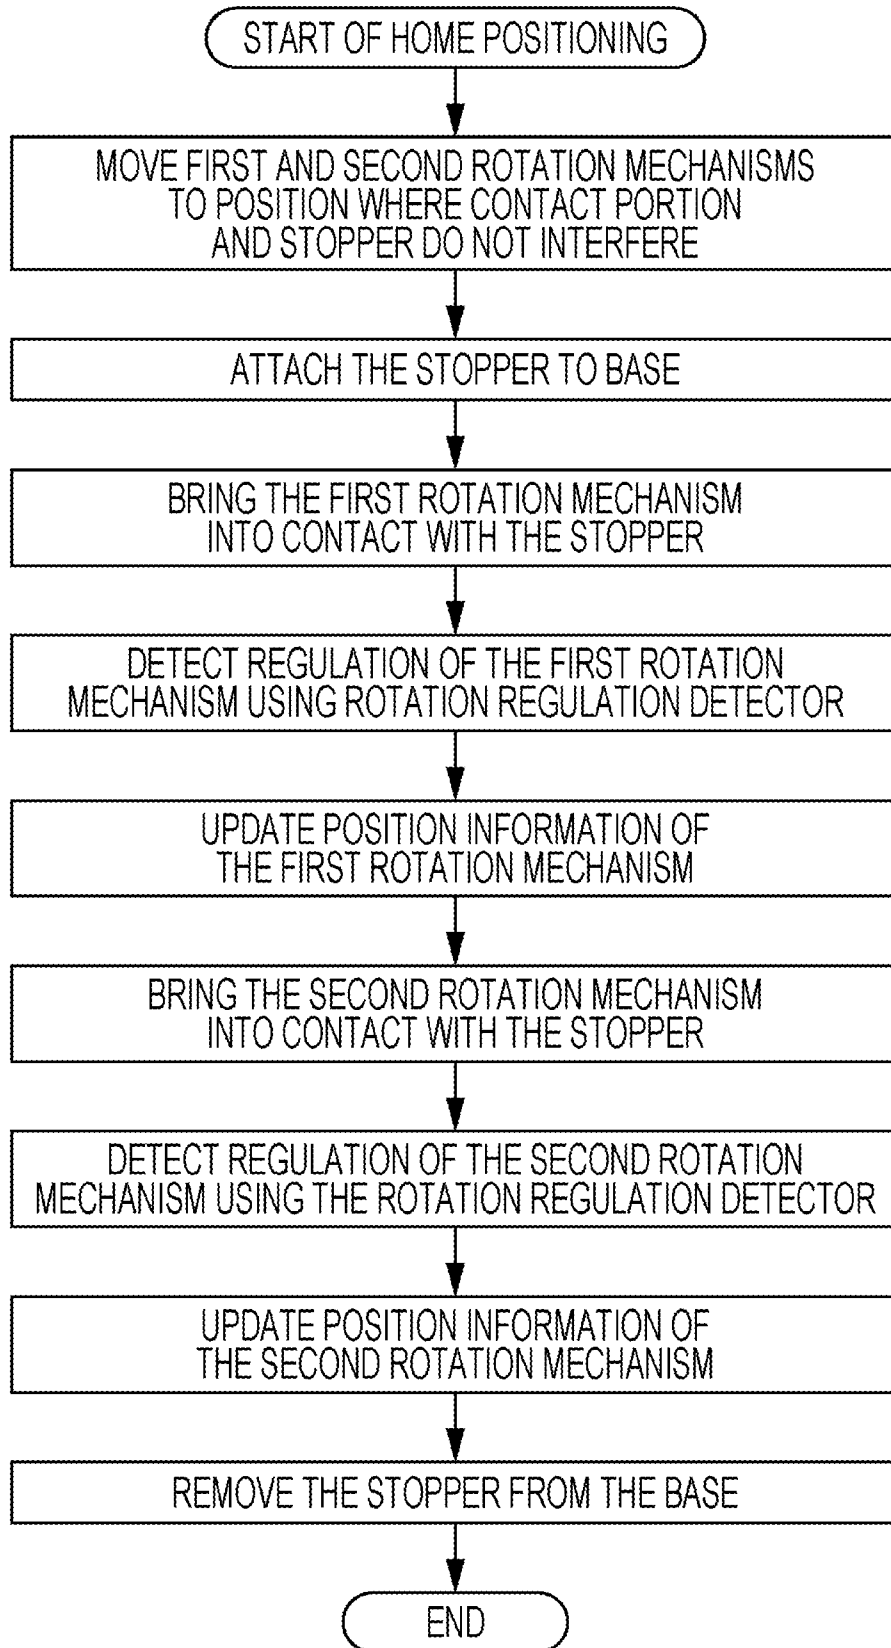 START OF HOME POSITIONING
MOVE FIRST AND SECOND ROTATION MECHANISMS
TO POSITION WHERE CONTACT PORTION
AND STOPPER DO NOT INTERFERE
ATTACH THE STOPPER TO BASE
BRING THE FIRST ROTATION MECHANISM
INTO CONTACT WITH THE STOPPER
DETECT REGULATION OF THE FIRST ROTATION
MECHANISM USING ROTATION REGULATION DETECTOR
UPDATE POSITION INFORMATION OF
THE FIRST ROTATION MECHANISM
BRING THE SECOND ROTATION MECHANISM
INTO CONTACT WITH THE STOPPER
DETECT REGULATION OF THE SECOND ROTATION
MECHANISM USING THE ROTATION REGULATION DETECTOR
UPDATE POSITION INFORMATION OF
THE SECOND ROTATION MECHANISM
REMOVE THE STOPPER FROM THE BASE
END